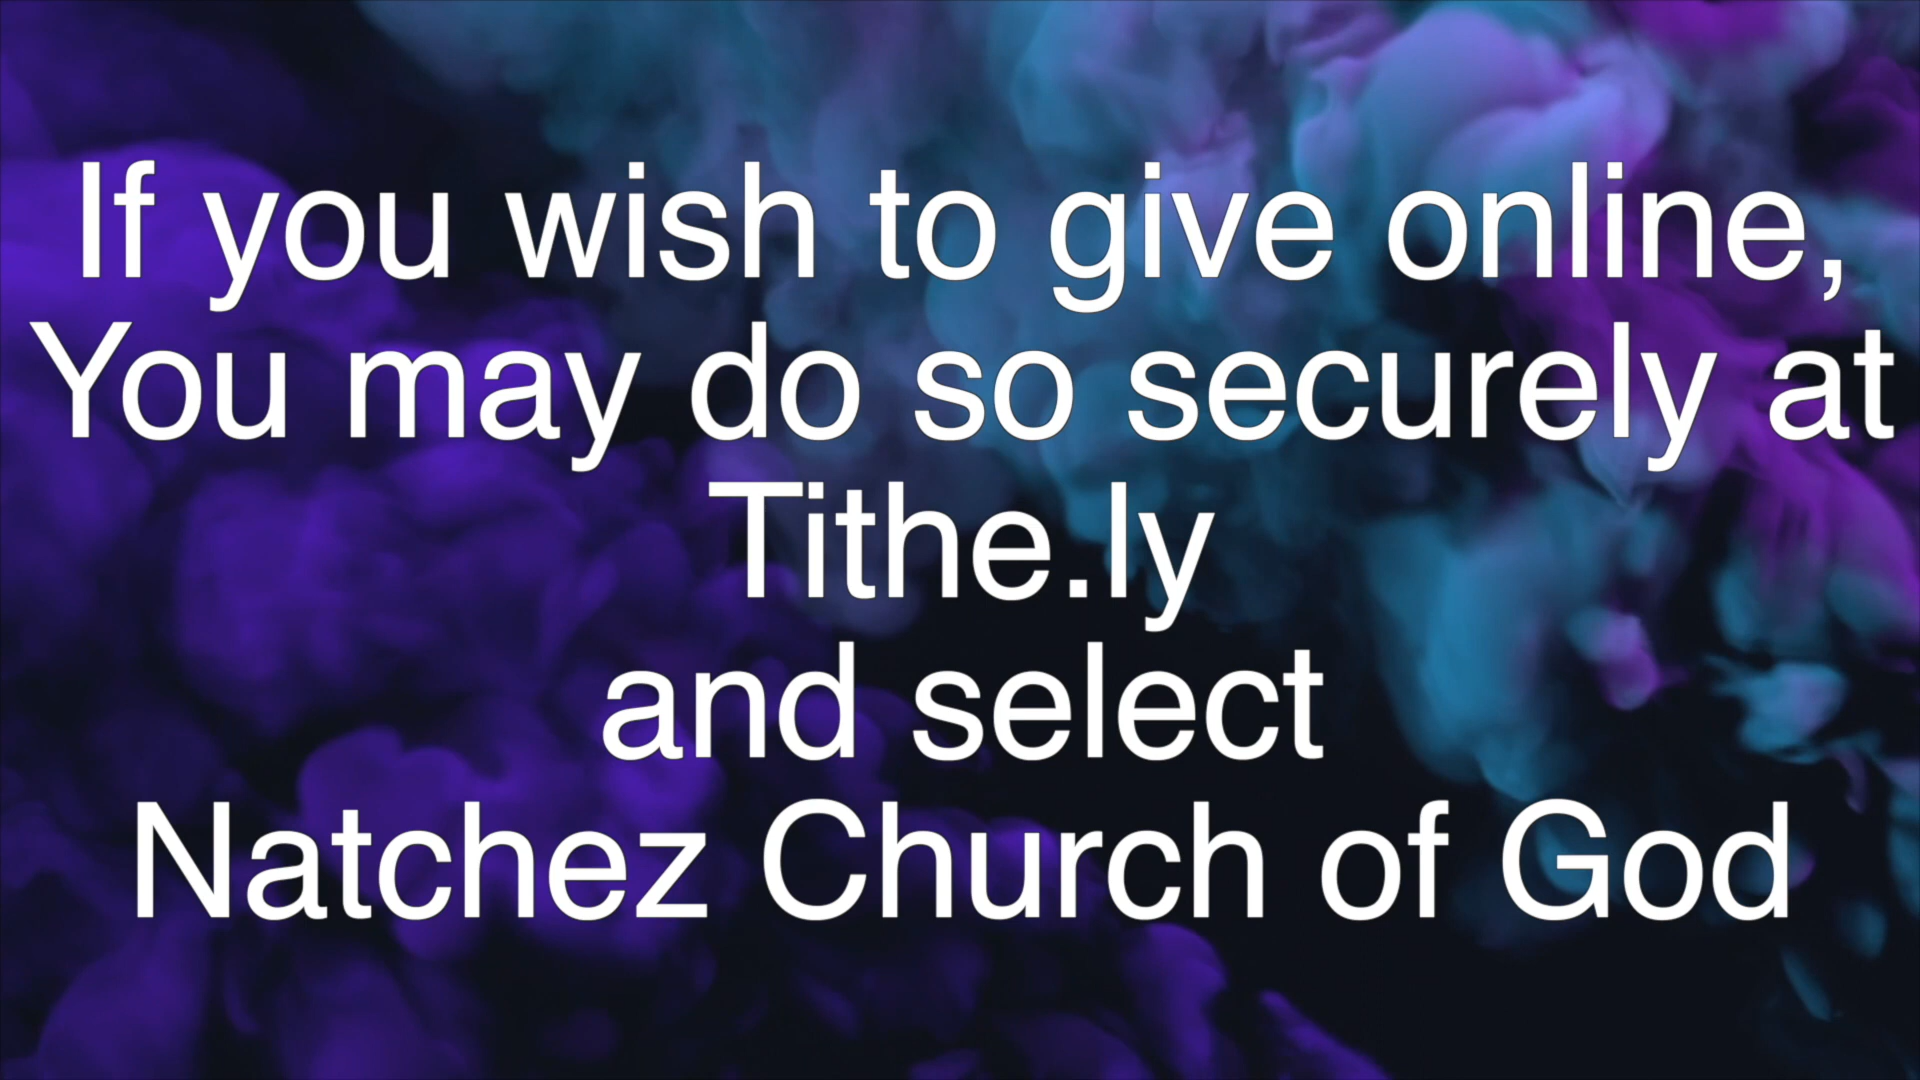 If you wish to give online,
You may do so securely at
Tithe.ly
and select
Natchez Church of God